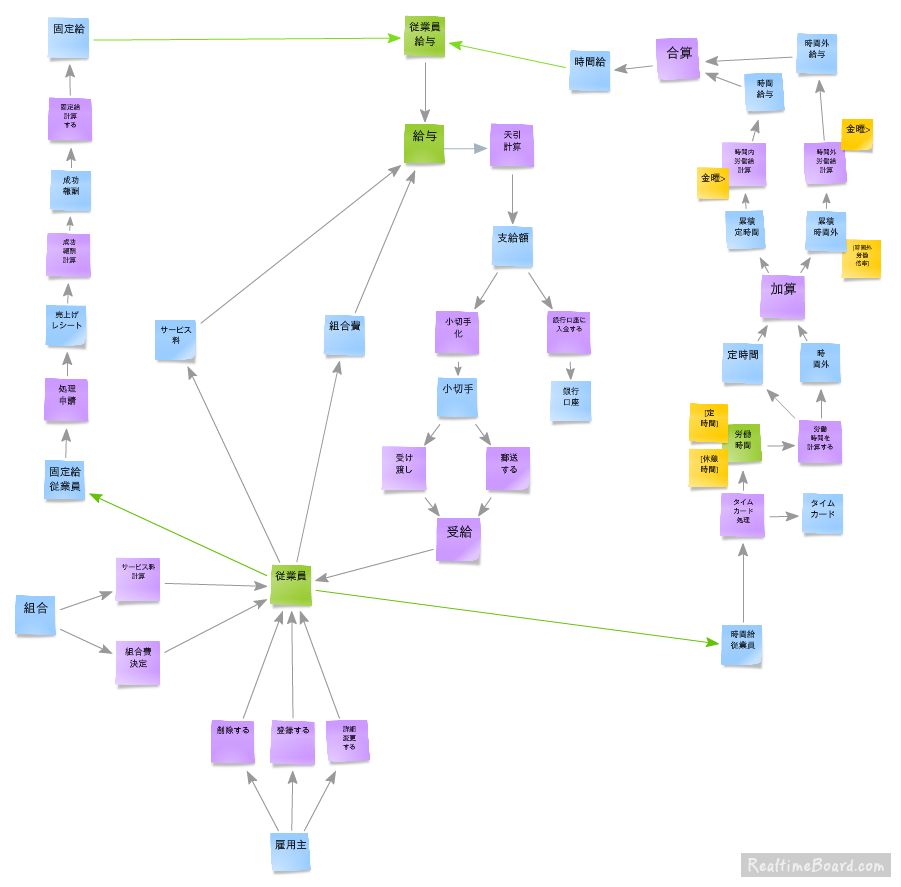 固定給
従業員
給与
時間給
合算
時間外
給与
時間
給与
固定給
計算
する
給与
天引
計算
時間内
労働給
計算
金曜>
時間外
労働給
計算
金曜>
成功
報酬
累積
定時間
累積
時間外
[時間外
労働
倍率]
支給額
成功
報酬
計算
加算
売上げ
レシート
サービス
料
組合費
小切手
化
銀行口座に
入金する
定時間
時
間外
処理
申請
小切手
銀行
口座
[定
時間]
労働
時間
[休憩
時間]
労働
時間を
計算する
固定給
従業員
受け
渡し
郵送
する
タイム
カード
処理
タイム
カード
受給
サービス料
計算
従業員
組合
組合費
決定
時間給
従業員
削除する
登録する
詳細
変更
する
雇用主
RealtimeBoard.com